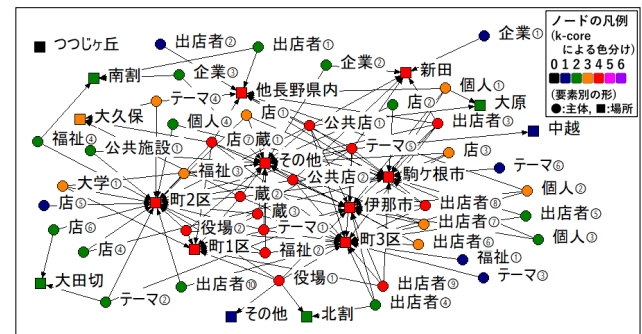 ノードの凡例
(k-core
による色分け)
0 1 2 3 4 5 6
(要素別の形)
●:主体, ■:場所
つつじヶ丘
出店者②
出店者①
企業②
企業①
南割
企業③
他長野県内
新田
個人①
大久保
テーマ④
店①
店②
大原
福祉④
個人④
公共店①
出店者③
中越
公共施設①
店⑦
蔵①
その他
テーマ⑤
店③
大学①
福祉③
公共店②
駒ケ根市
テーマ⑥
店⑤
町2区
蔵②
伊那市
個人②
店⑥
蔵③
出店者⑧
出店者⑤
役場②
テーマ①
出店者⑦
店④
町1区
福祉②
町3区
出店者⑥
個人③
福祉①
大田切
テーマ②
出店者⑩
役場①
出店者⑨
テーマ③
その他
北割
出店者④